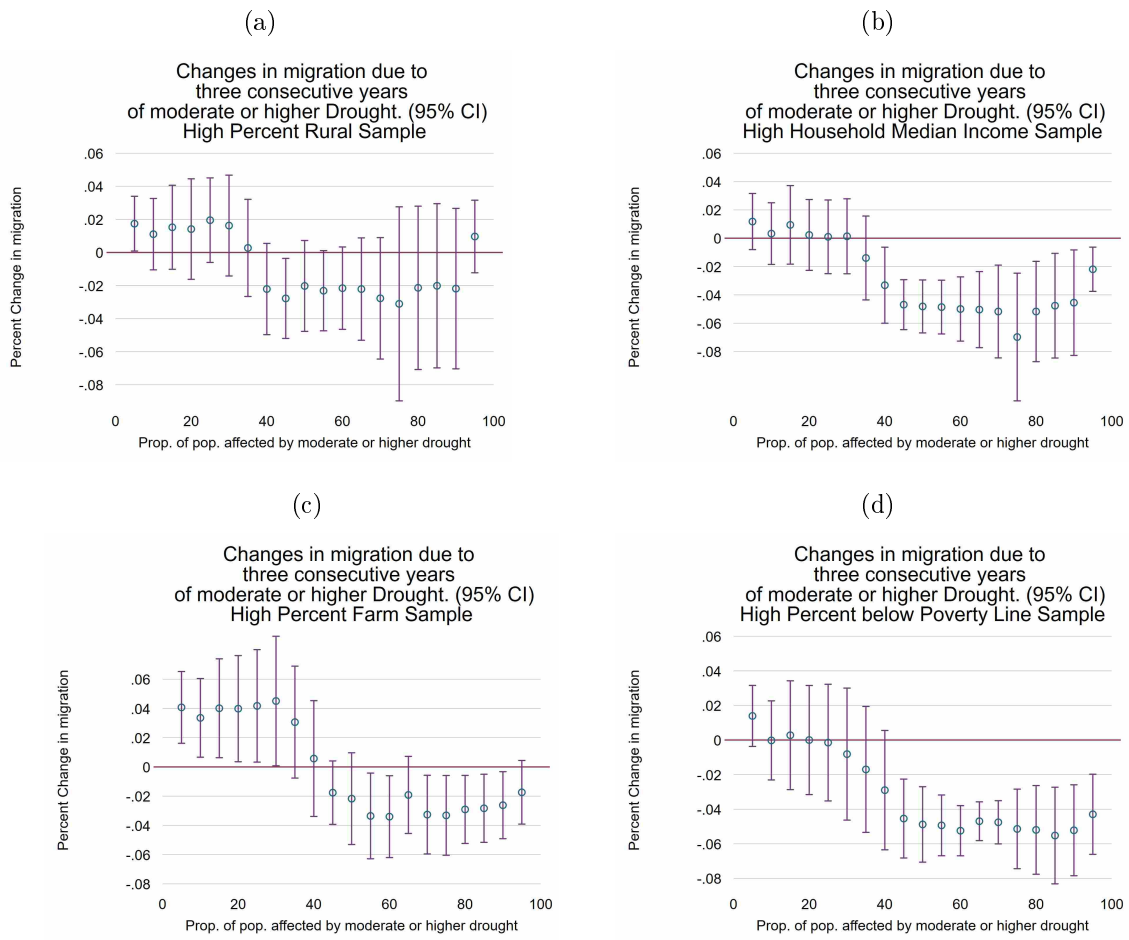 (a)
Changes in migration due to
three consecutive years
of moderate or higher Drought. (95% CI)
High Percent Rural Sample
Percent Change in migration
.06
.04
.02
0
-.02
-.04
-.06
-.08
0 20 40 60 80 100
Prop. of pop. affected by moderate or higher drought
(b)
Changes in migration due to
three consecutive years
of moderate or higher Drought. (95% CI)
High Household Median Income Sample
Percent Change in migration
.06
.04
.02
0
-.02
-.04
-.06
-.08
0 20 40 60 80 100
Prop. of pop. affected by moderate or higher drought
(c)
Changes in migration due to
three consecutive years
of moderate or higher Drought. (95% CI)
High Percent Farm Sample
Percent Change in migration
.06
.04
.02
0
-.02
-.04
-.06
-.08
0 20 40 60 80 100
Prop. of pop. affected by moderate or higher drought
(d)
Changes in migration due to
three consecutive years
of moderate or higher Drought. (95% CI)
High Percent below Poverty Line Sample
Percent Change in migration
.06
.04
.02
0
-.02
-.04
-.06
-.08
0 20 40 60 80 100
Prop. of pop. affected by moderate or higher drought